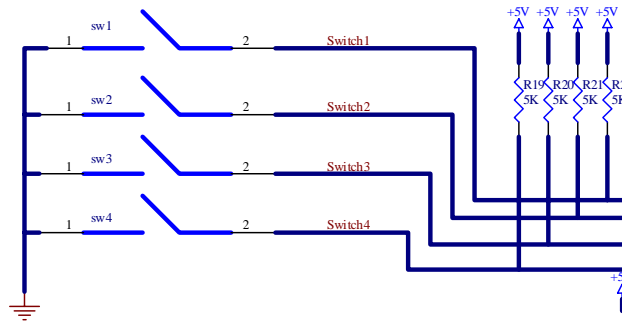 +5V +5V +5V +5V
sw1
1 2 Switch1
R19 R20 R21
5K 5K 5K 5K
sw2
1 2 Switch2
sw3
1 2 Switch3
sw4
1 2 Switch4